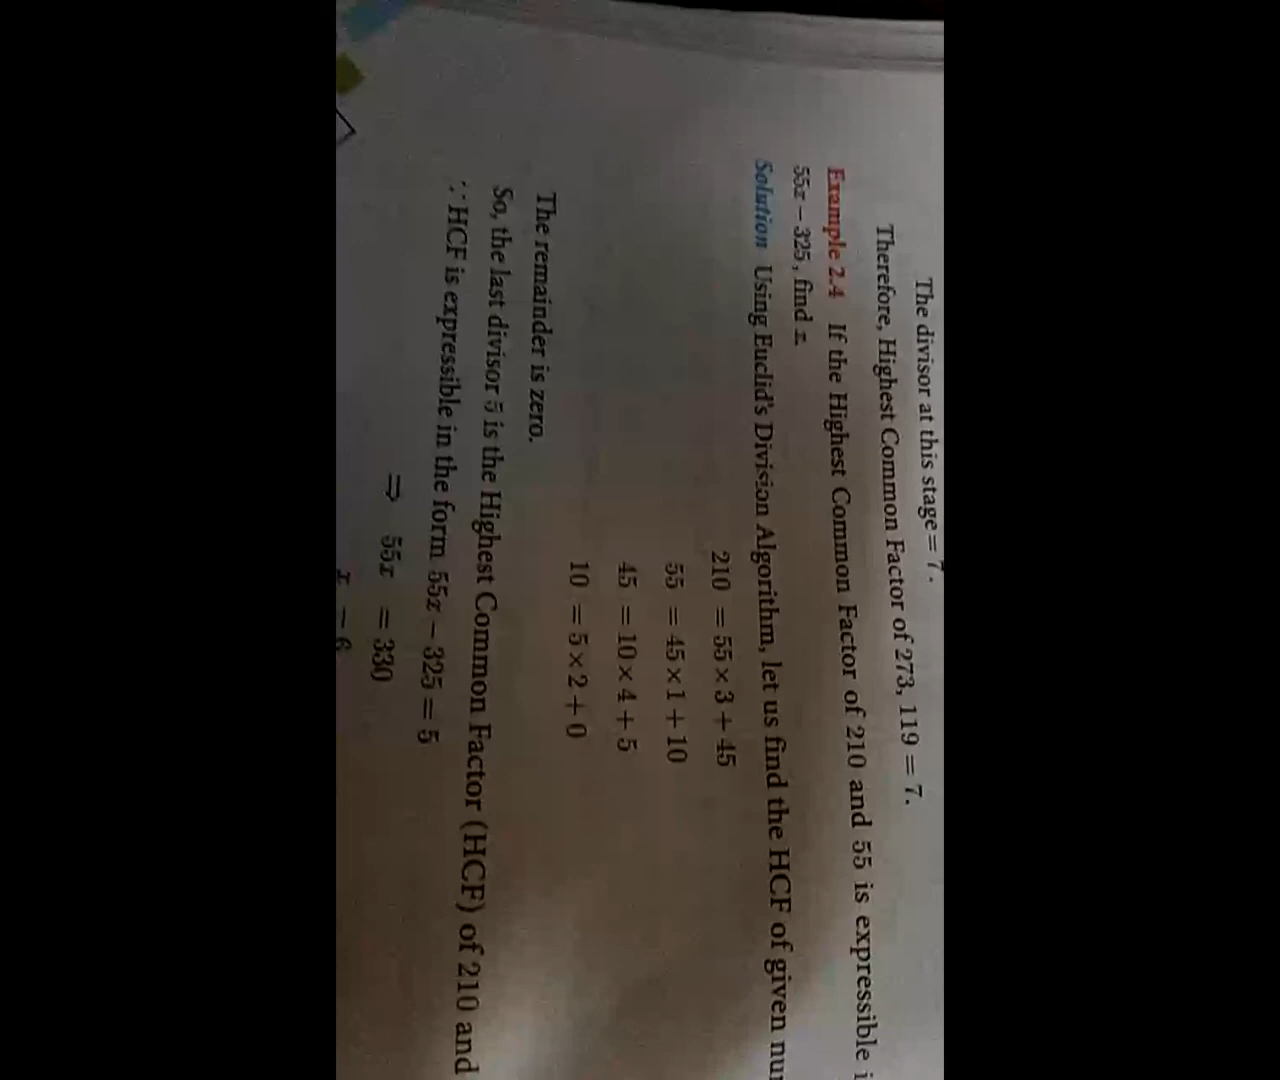 The divisor at this stage = 7.
Therefore, Highest Common Factor of 273, 119 = 7.
Example 2.4 If the Highest Common Factor of 210 and 55 is expressible i
55x − 325, find x.
Solution Using Euclid's Division Algorithm, let us find the HCF of given
210 = 55 × 3 + 45
55 = 45 × 1 + 10
45 = 10 × 4 + 5
10 = 5 × 2 + 0
The remainder is zero.
So, the last divisor 5 is the Highest Common Factor (HCF) of 210 and
∵ HCF is expressible in the form 55x − 325 = 5
⇒ 55x = 330
x = 6